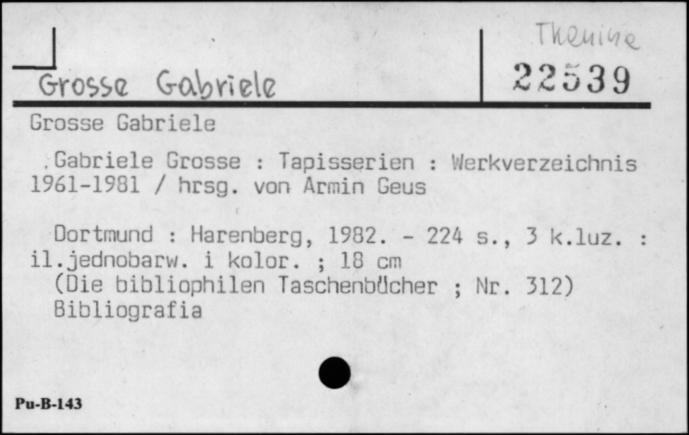 Grosse Gabriele
22539
Grosse Gabriele
Gabriele Grosse : Tapisserien : Werkverzeichnis
1961-1981 / hrsg. von Armin Geus
Dortmund : Harenberg, 1982. - 224 s., 3 k.luz. :
il.jednobarw. i kolor. ; 18 cm
(Die bibliophilen Taschenbücher ; Nr. 312)
Bibliografia
Pu-B-143